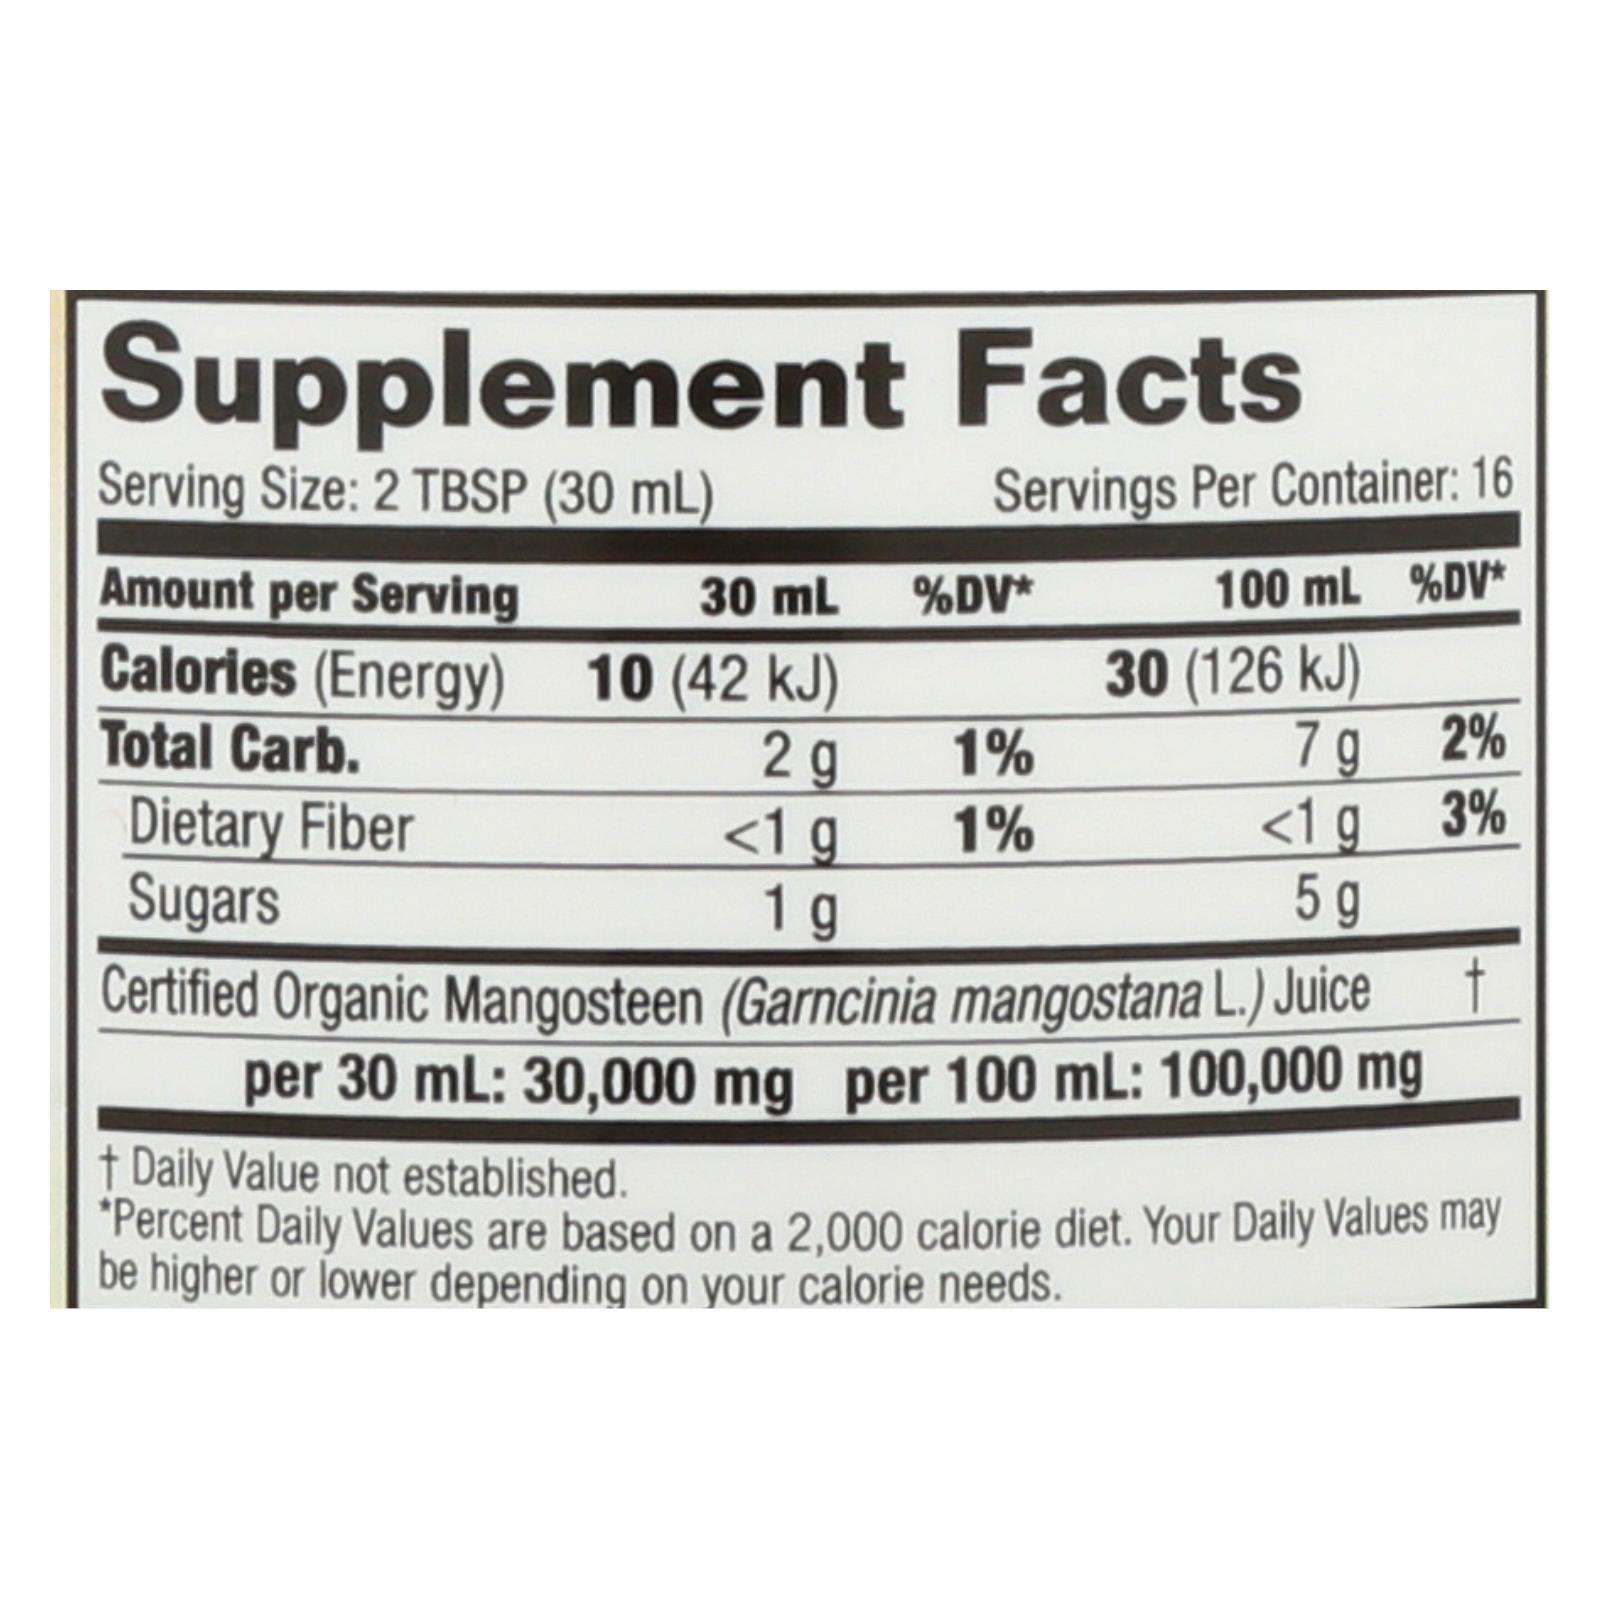 Supplement Facts
Serving Size: 2 TBSP (30 mL) Servings Per Container: 16
Amount per Serving 30 mL %DV* 100 mL %DV*
Calories (Energy) 10 (42 kJ) 30 (126 kJ)
Total Carb. 2 g 1% 7 g 2%
Dietary Fiber <1 g 1% <1 g 3%
Sugars 1 g 5 g
Certified Organic Mangosteen (Garncinia mangostana L.) Juice †
per 30 mL: 30,000 mg per 100 mL: 100,000 mg
† Daily Value not established.
*Percent Daily Values are based on a 2,000 calorie diet. Your Daily Values may
be higher or lower depending on your calorie needs.